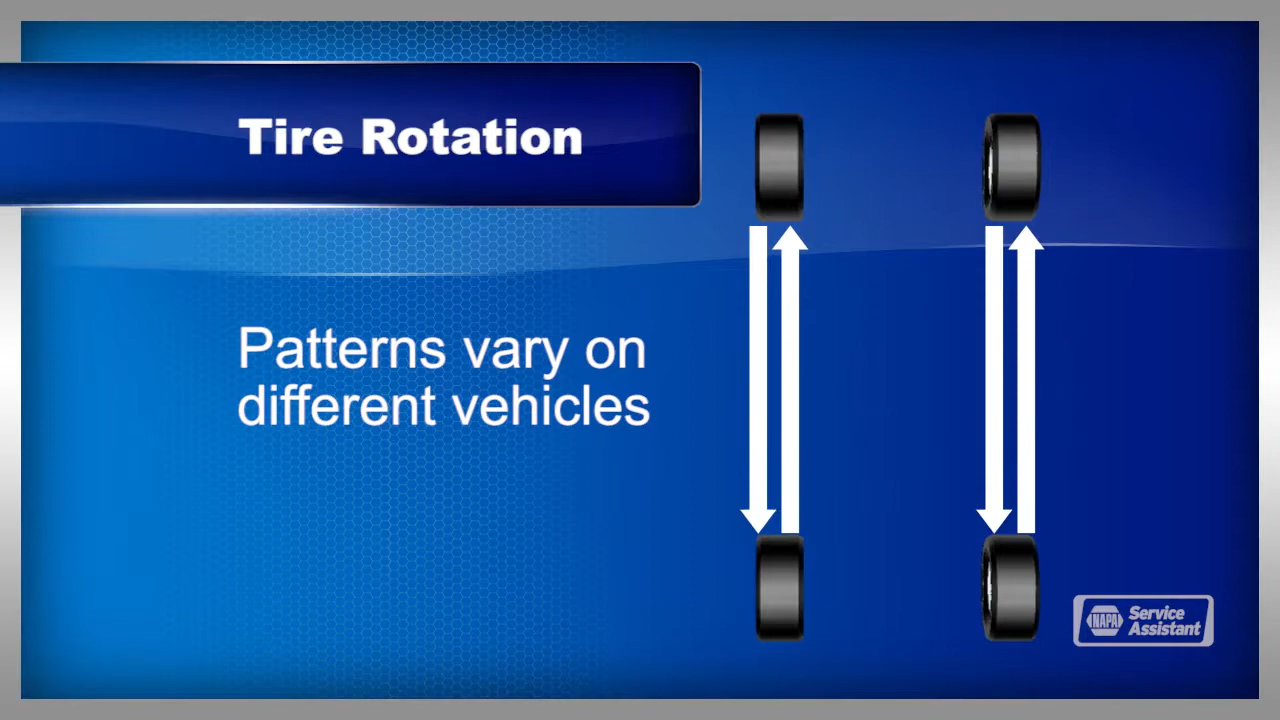 Tire Rotation
Patterns vary on
different vehicles
NAPA
Service
Assistant